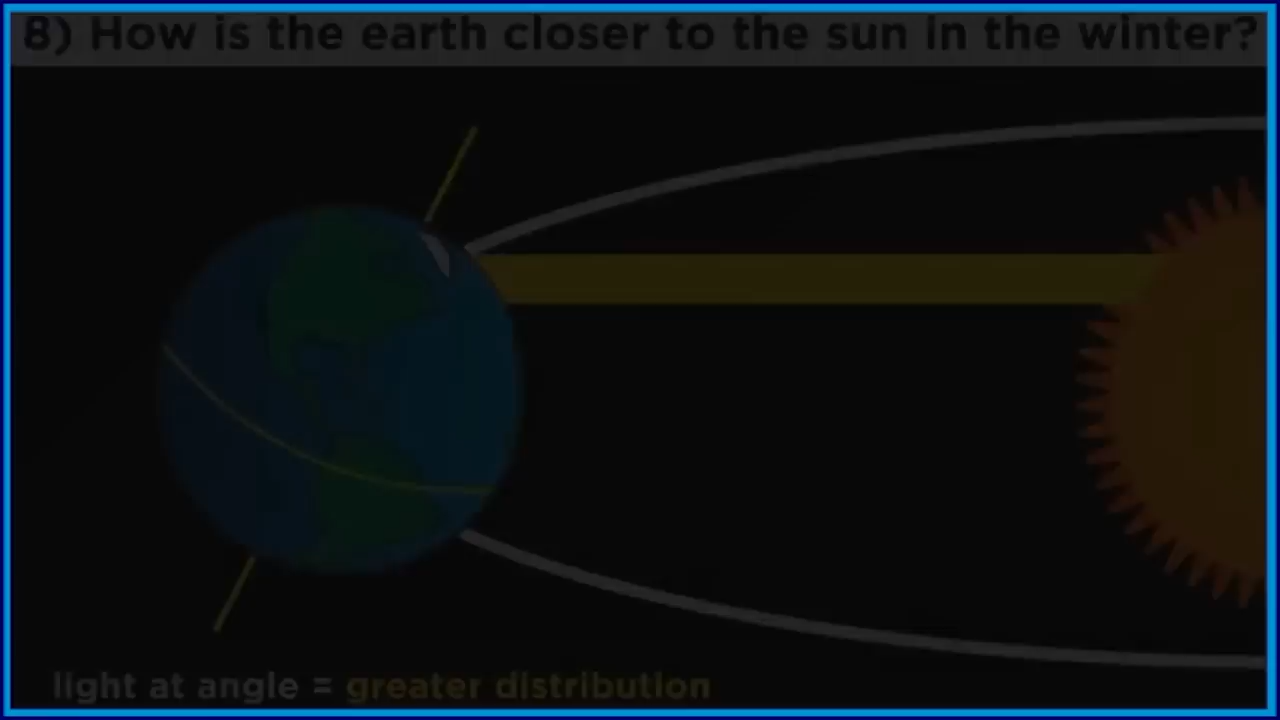 8) How is the earth closer to the sun in the winter?
light at angle = greater distribution